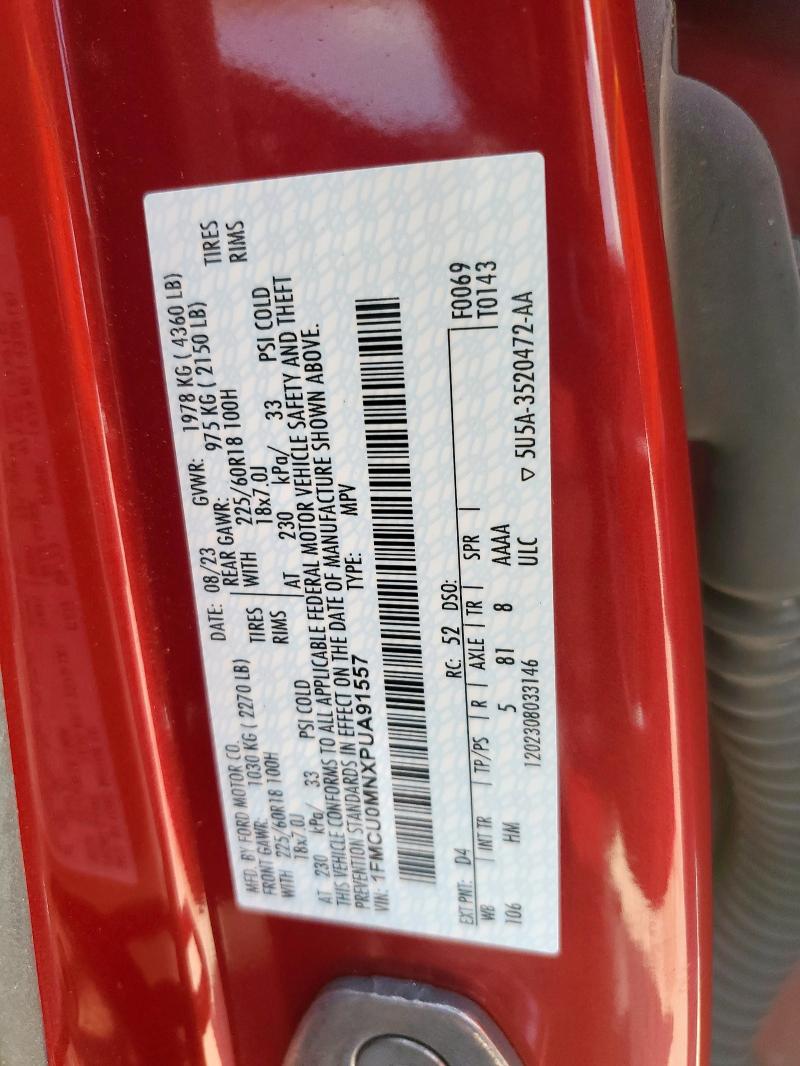 MFD. BY FORD MOTOR CO.
DATE: 08/23 GVWR: 1978 KG ( 4360 LB)
FRONT GAWR: 1030 KG ( 2270 LB) REAR GAWR: 975 KG ( 2150 LB)
WITH 225/60R18 100H TIRES WITH 225/60R18 100H TIRES
18x7.0J RIMS 18x7.0J RIMS
AT 230 kPa/ 33 PSI COLD AT 230 kPa/ 33 PSI COLD
THIS VEHICLE CONFORMS TO ALL APPLICABLE FEDERAL MOTOR VEHICLE SAFETY AND THEFT
PREVENTION STANDARDS IN EFFECT ON THE DATE OF MANUFACTURE SHOWN ABOVE.
VIN: 1FMCU0MNXPUA91557 TYPE: MPV
F0069
EXT PNT: D4 RC: 52 DSO: T0143
WB INT TR TP/PS R AXLE TR SPR
106 HM 5 81 8 AAAA
1202308033146 ULC ▽ 5U5A-3520472-AA